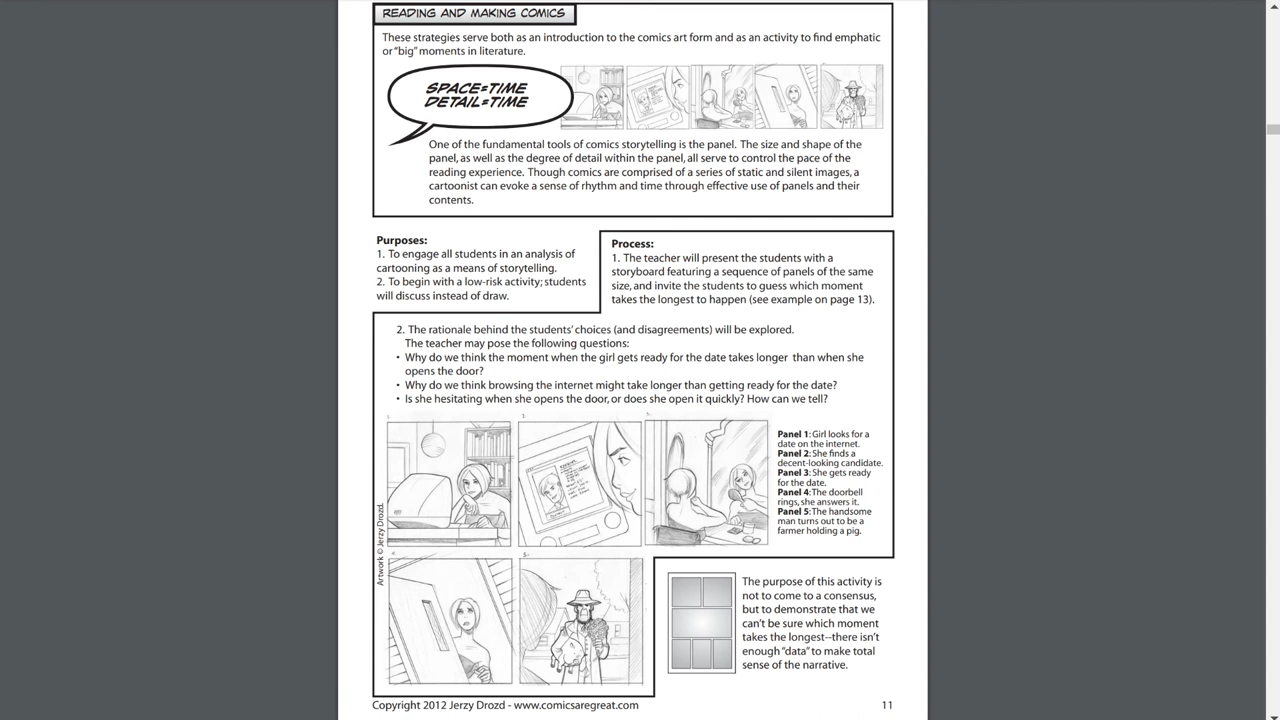 READING AND MAKING COMICS
These strategies serve both as an introduction to the comics art form and as an activity to find emphatic
or “big” moments in literature.
SPACE=TIME
DETAIL=TIME
One of the fundamental tools of comics storytelling is the panel. The size and shape of the
panel, as well as the degree of detail within the panel, all serve to control the pace of the
reading experience. Though comics are comprised of a series of static and silent images, a
cartoonist can evoke a sense of rhythm and time through effective use of panels and their
contents.
Purposes:
1. To engage all students in an analysis of
cartooning as a means of storytelling.
2. To begin with a low-risk activity; students
will discuss instead of draw.
Process:
1. The teacher will present the students with a
storyboard featuring a sequence of panels of the same
size, and invite the students to guess which moment
takes the longest to happen (see example on page 13).
2. The rationale behind the students’ choices (and disagreements) will be explored.
The teacher may pose the following questions:
• Why do we think the moment when the girl gets ready for the date takes longer than when she
opens the door?
• Why do we think browsing the internet might take longer than getting ready for the date?
• Is she hesitating when she opens the door, or does she open it quickly? How can we tell?
1.
2.
3.
Panel 1: Girl looks for a
date on the internet.
Panel 2: She finds a
decent-looking candidate.
Panel 3: She gets ready
for the date.
Panel 4: The doorbell
rings, she answers it.
Panel 5: The handsome
man turns out to be a
farmer holding a pig.
Artwork © Jerzy Drozd.
4.
5.
The purpose of this activity is
not to come to a consensus,
but to demonstrate that we
can’t be sure which moment
takes the longest--there isn’t
enough “data” to make total
sense of the narrative.
Copyright 2012 Jerzy Drozd - www.comicsaregreat.com
11